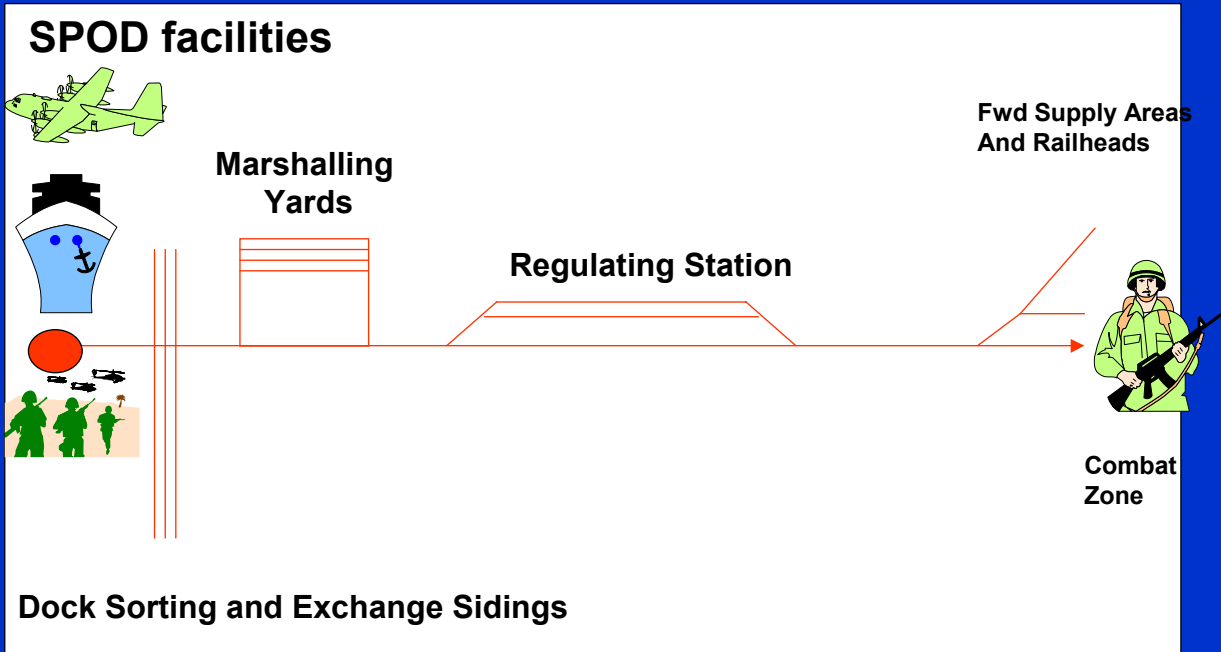 SPOD facilities
Fwd Supply Areas
And Railheads
Marshalling
Yards
Regulating Station
Combat
Zone
Dock Sorting and Exchange Sidings